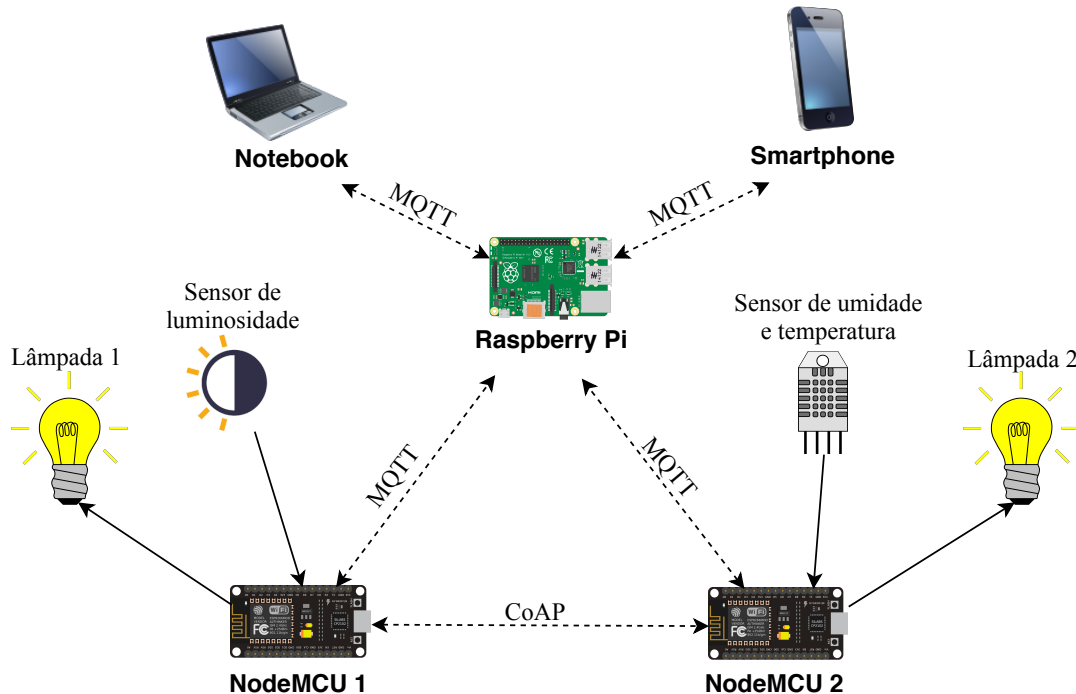 Notebook
Smartphone
MQTT
MQTT
Raspberry Pi
Sensor de
luminosidade
Sensor de umidade
e temperatura
Lâmpada 1
Lâmpada 2
MQTT
MQTT
CoAP
NodeMCU 1
NodeMCU 2